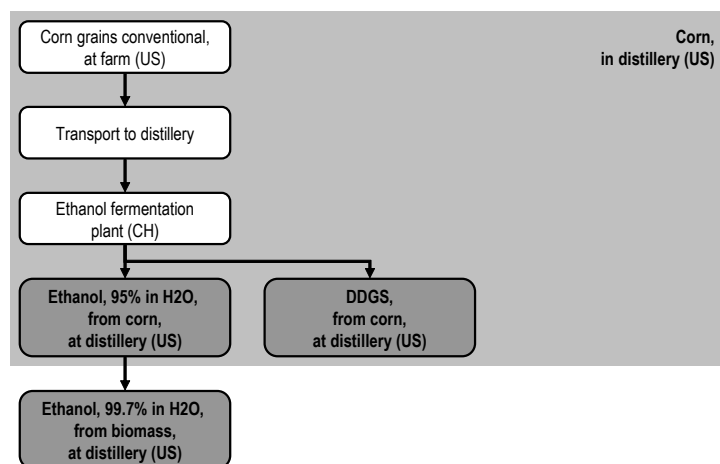 Corn grains conventional,
at farm (US)
Corn,
in distillery (US)
Transport to distillery
Ethanol fermentation
plant (CH)
Ethanol, 95% in H2O,
from corn,
at distillery (US)
DDGS,
from corn,
at distillery (US)
Ethanol, 99.7% in H2O,
from biomass,
at distillery (US)